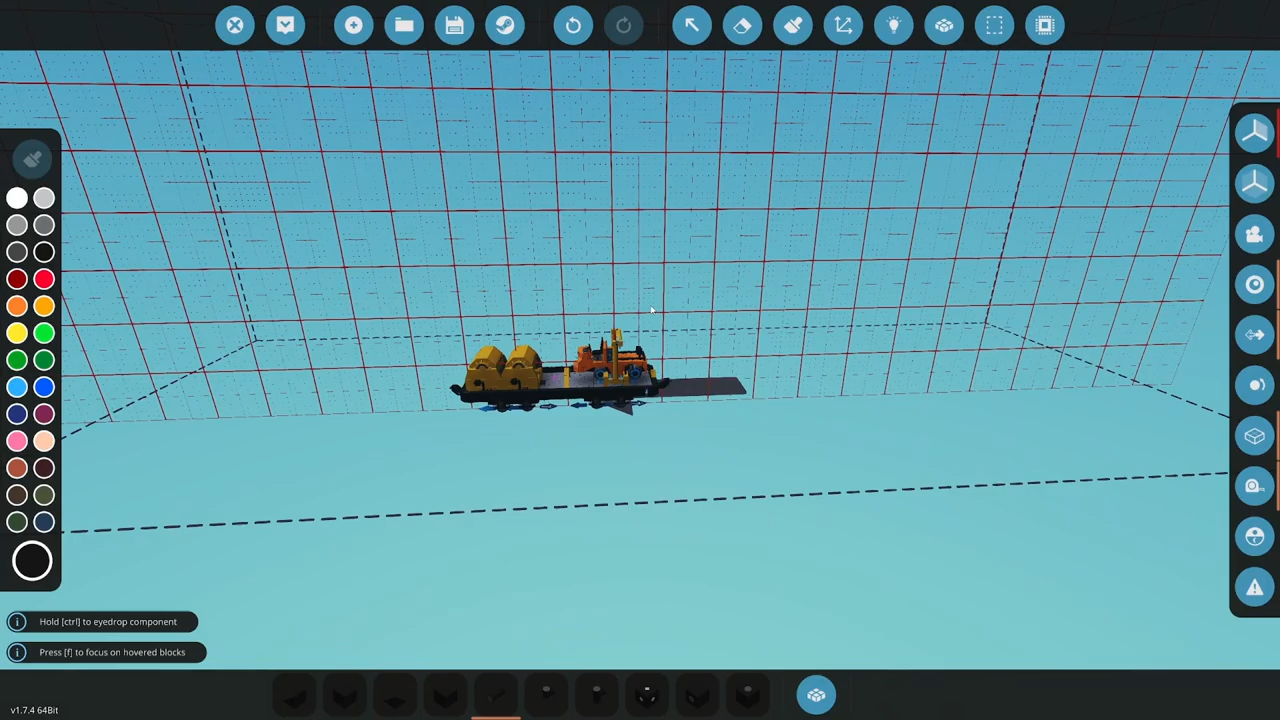 Hold [ctrl] to eyedrop component
Press [f] to focus on hovered blocks
v1.7.4 64Bit